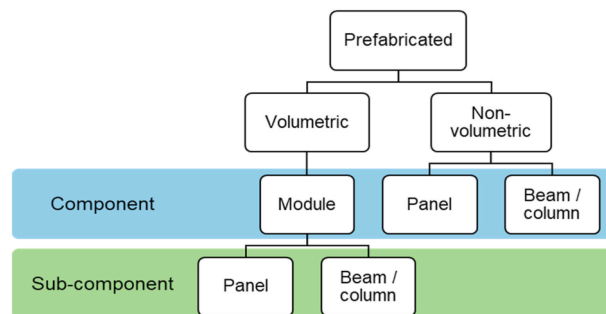 Prefabricated
Volumetric
Non-
volumetric
Component
Module
Panel
Beam /
column
Sub-component
Panel
Beam /
column